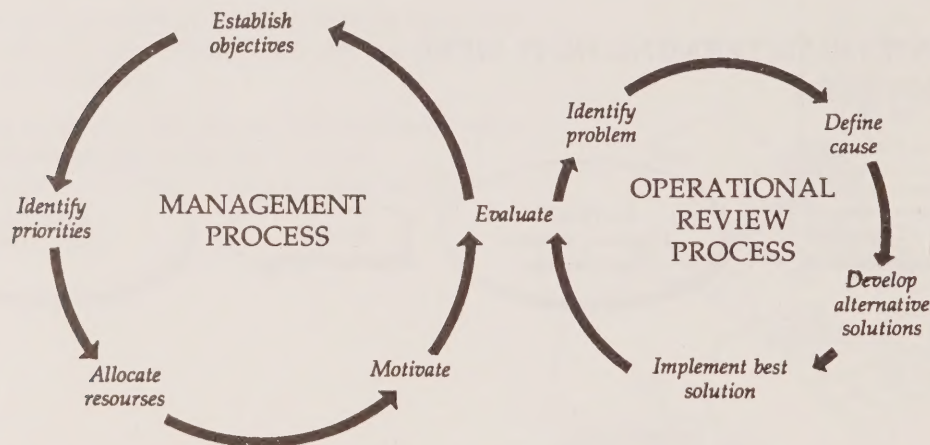 Establish
objectives
Identify
priorities
Allocate
resourses
Motivate
Evaluate
MANAGEMENT
PROCESS
Identify
problem
Define
cause
Develop
alternative
solutions
Implement best
solution
OPERATIONAL
REVIEW
PROCESS